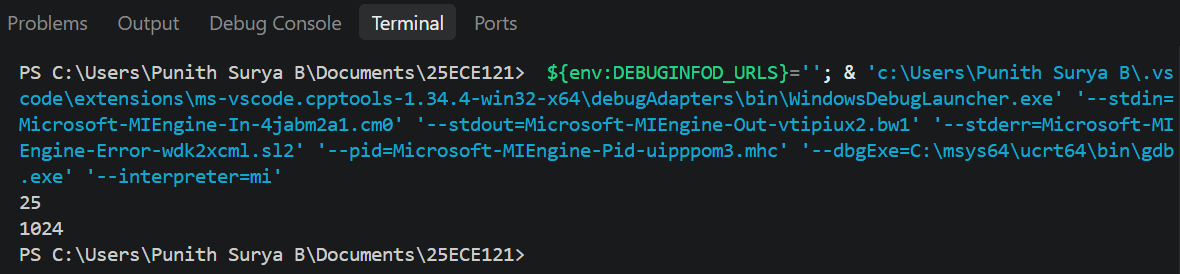 Problems Output Debug Console Terminal Ports
PS C:\Users\Punith Surya B\Documents\25ECE121>  ${env:DEBUGINFOD_URLS}=''; & 'c:\Users\Punith Surya B\.vs
code\extensions\ms-vscode.cpptools-1.34.4-win32-x64\debugAdapters\bin\WindowsDebugLauncher.exe' '--stdin=
Microsoft-MIEngine-In-4jabm2a1.cm0' '--stdout=Microsoft-MIEngine-Out-vtipiux2.bw1' '--stderr=Microsoft-MI
Engine-Error-wdk2xcml.sl2' '--pid=Microsoft-MIEngine-Pid-uipppom3.mhc' '--dbgExe=C:\msys64\ucrt64\bin\gdb
.exe' '--interpreter=mi'
25
1024
PS C:\Users\Punith Surya B\Documents\25ECE121>